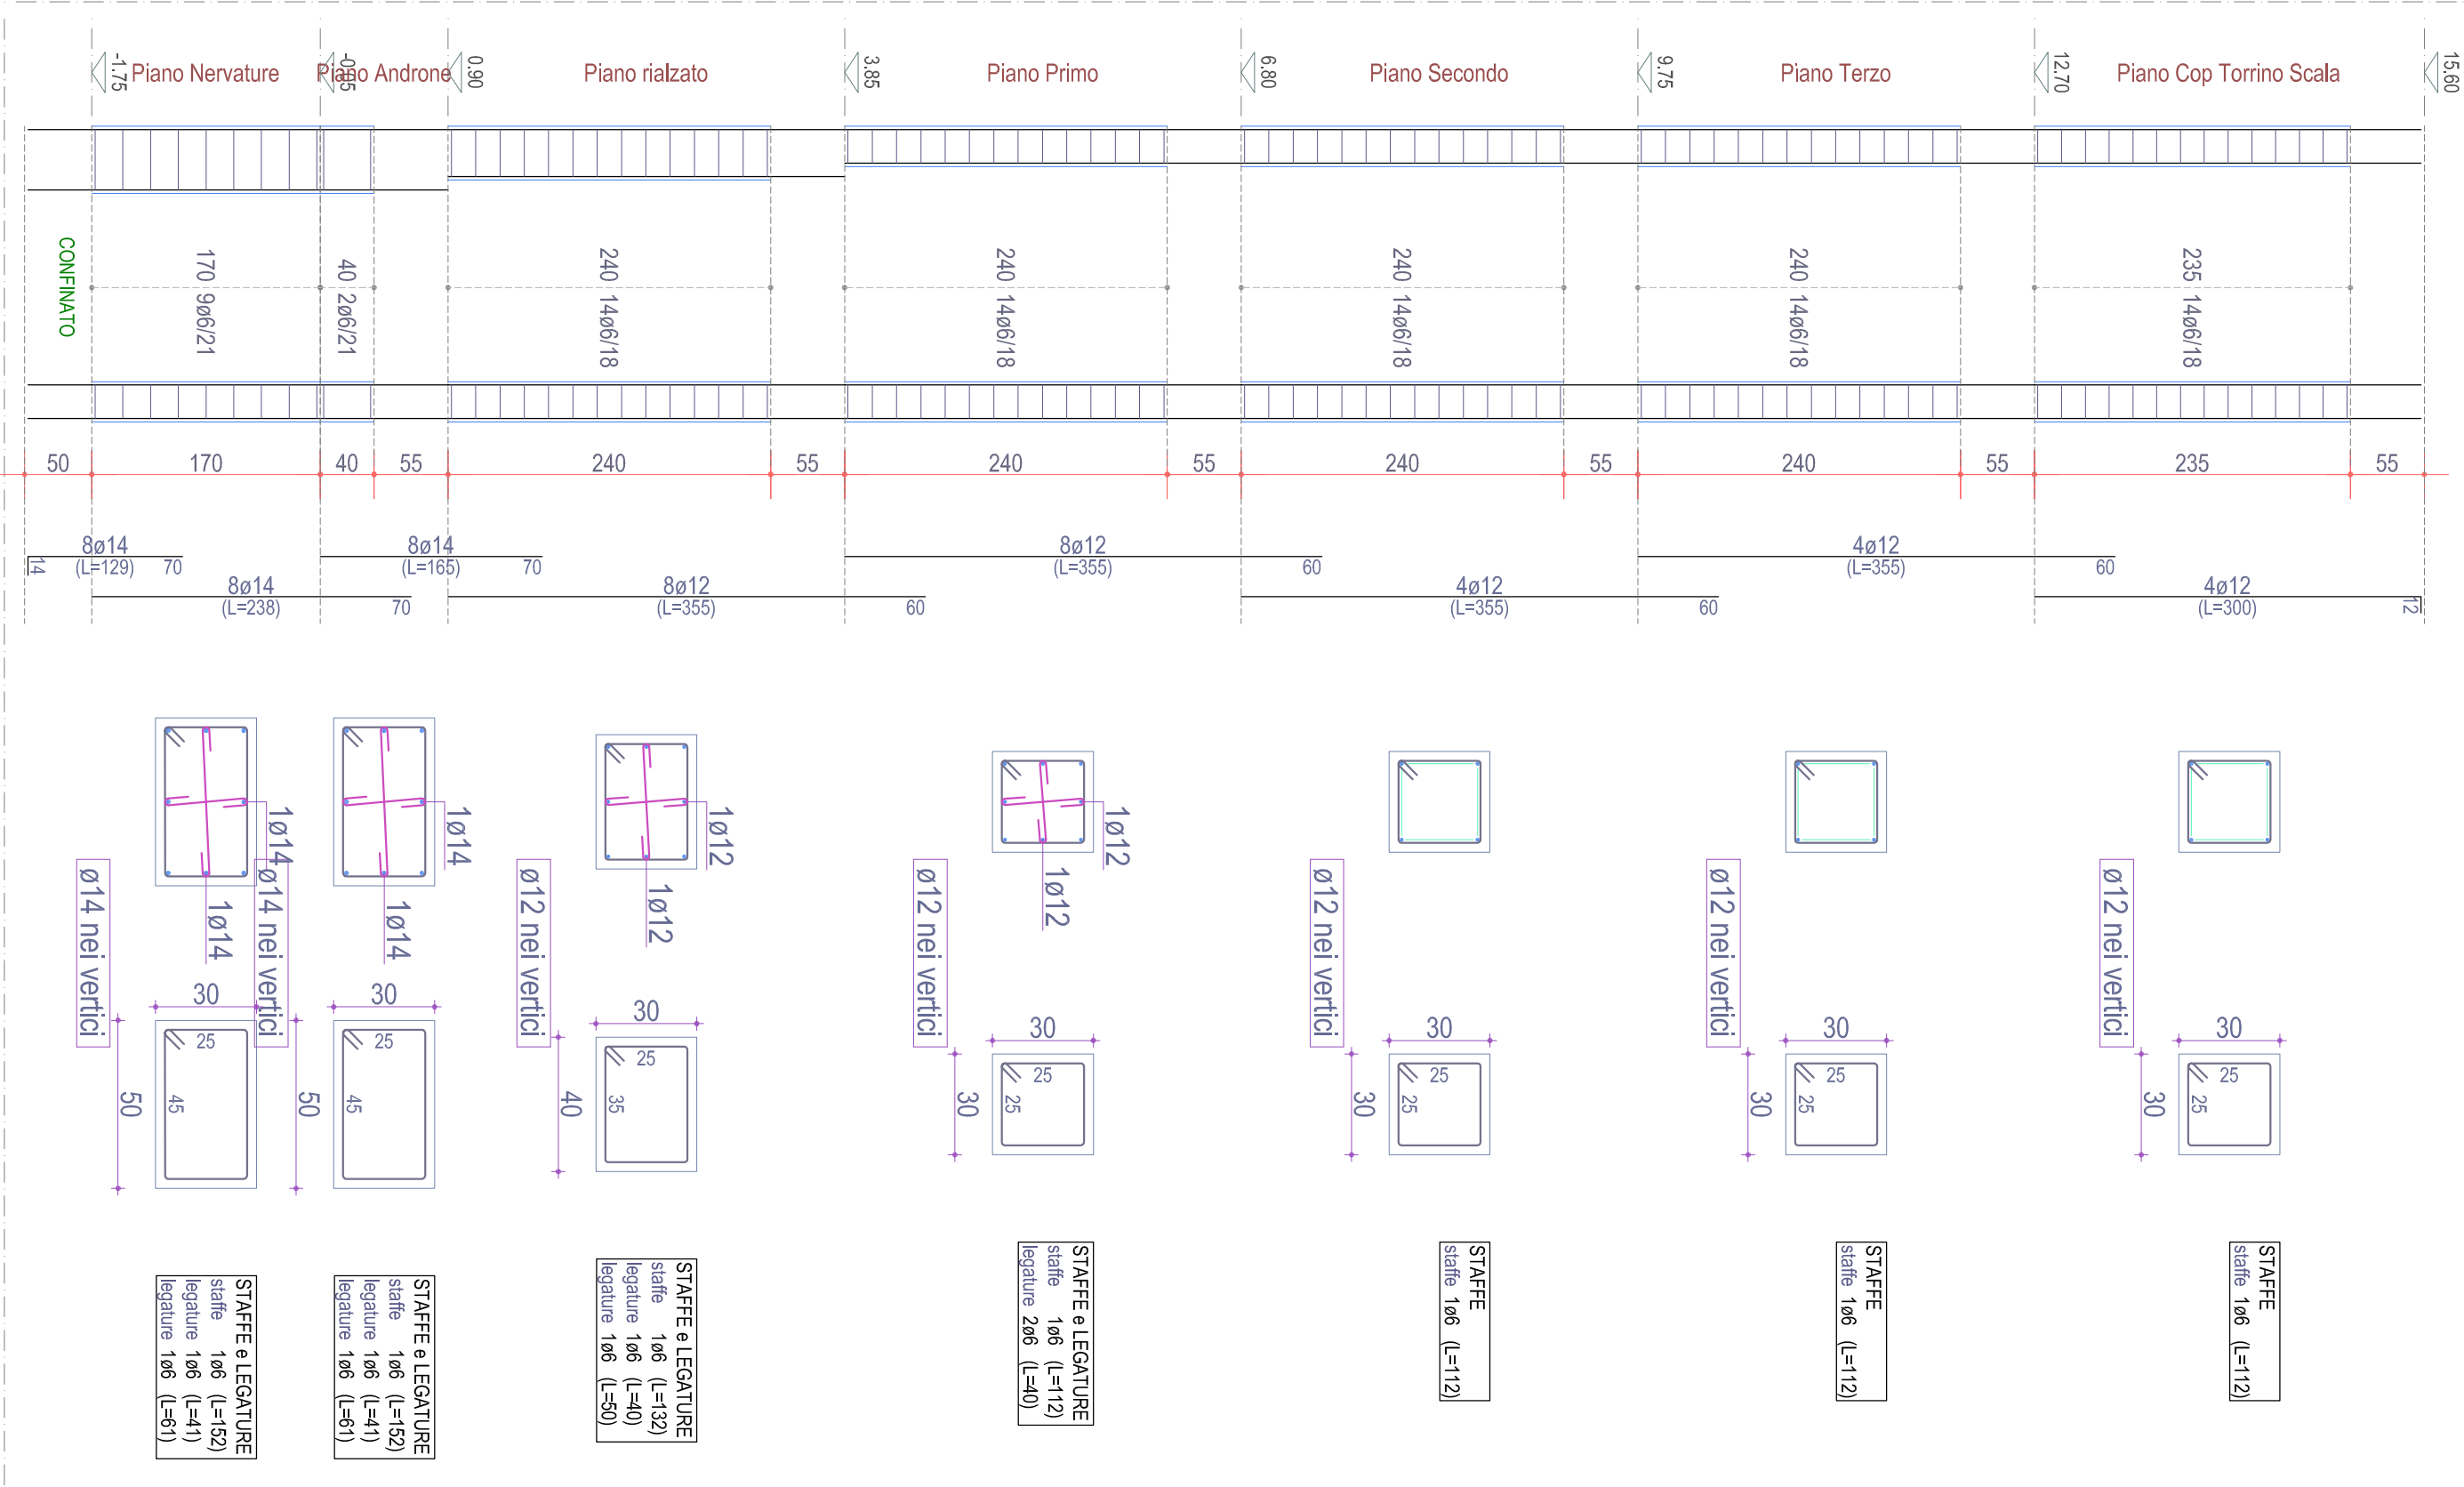 -1.75
Piano Nervature
-0.05
Piano Androne
0.90
Piano rialzato
3.85
Piano Primo
6.80
Piano Secondo
9.75
Piano Terzo
12.70
Piano Cop Torrino Scala
15.60
CONFINATO
170 9ø6/21
40 2ø6/21
240 14ø6/18
240 14ø6/18
240 14ø6/18
240 14ø6/18
235 14ø6/18
50 170 40 55 240 55 240 55 240 55 240 55 235 55
8ø14
14 (L=129) 70
8ø14
(L=165) 70
8ø12
(L=355) 60
4ø12
(L=355) 60
8ø14
(L=238) 70
8ø12
(L=355) 60
4ø12
(L=355) 60
4ø12
(L=300) 12
1ø14
1ø14
ø14 nei vertici
1ø14
1ø14
ø14 nei vertici
1ø12
1ø12
ø12 nei vertici
1ø12
1ø12
ø12 nei vertici
ø12 nei vertici
ø12 nei vertici
ø12 nei vertici
30
25
45
50
30
25
45
50
30
25
35
40
30
25
25
30
30
25
25
30
30
25
25
30
30
25
25
30
STAFFE e LEGATURE
staffe 1ø6 (L=152)
legature 1ø6 (L=41)
legature 1ø6 (L=61)
STAFFE e LEGATURE
staffe 1ø6 (L=152)
legature 1ø6 (L=41)
legature 1ø6 (L=61)
STAFFE e LEGATURE
staffe 1ø6 (L=132)
legature 1ø6 (L=40)
legature 1ø6 (L=50)
STAFFE e LEGATURE
staffe 1ø6 (L=112)
legature 2ø6 (L=40)
STAFFE
staffe 1ø6 (L=112)
STAFFE
staffe 1ø6 (L=112)
STAFFE
staffe 1ø6 (L=112)